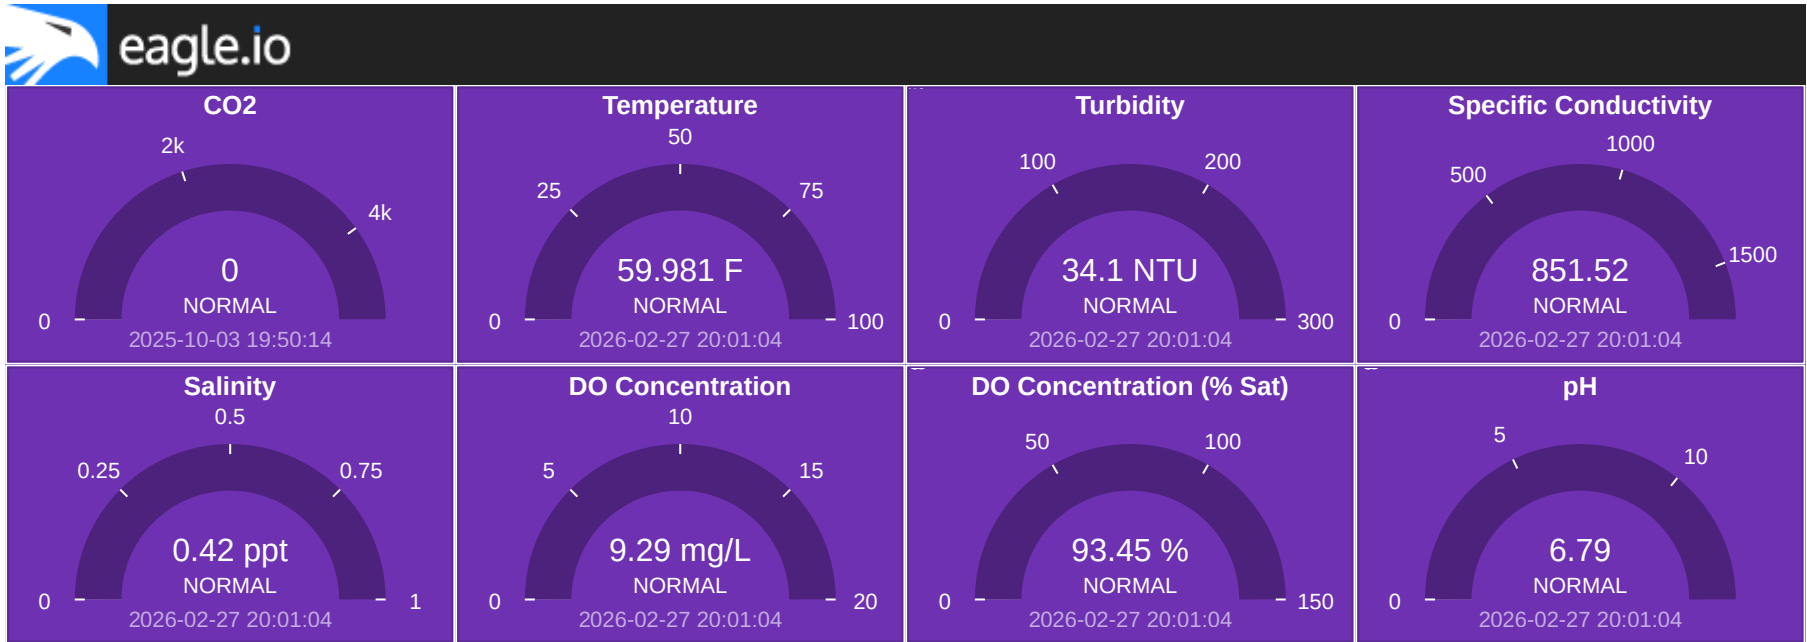 eagle.io
CO2
2k
4k
0
0
NORMAL
2025-10-03 19:50:14
Temperature
50
25
75
59.981 F
NORMAL
0
100
2026-02-27 20:01:04
Turbidity
100
200
34.1 NTU
NORMAL
0
300
2026-02-27 20:01:04
Specific Conductivity
1000
500
1500
851.52
NORMAL
0
2026-02-27 20:01:04
Salinity
0.5
0.25
0.75
0.42 ppt
NORMAL
0
1
2026-02-27 20:01:04
DO Concentration
10
5
15
9.29 mg/L
NORMAL
0
20
2026-02-27 20:01:04
DO Concentration (% Sat)
50
100
93.45 %
NORMAL
0
150
2026-02-27 20:01:04
pH
5
10
6.79
NORMAL
0
2026-02-27 20:01:04